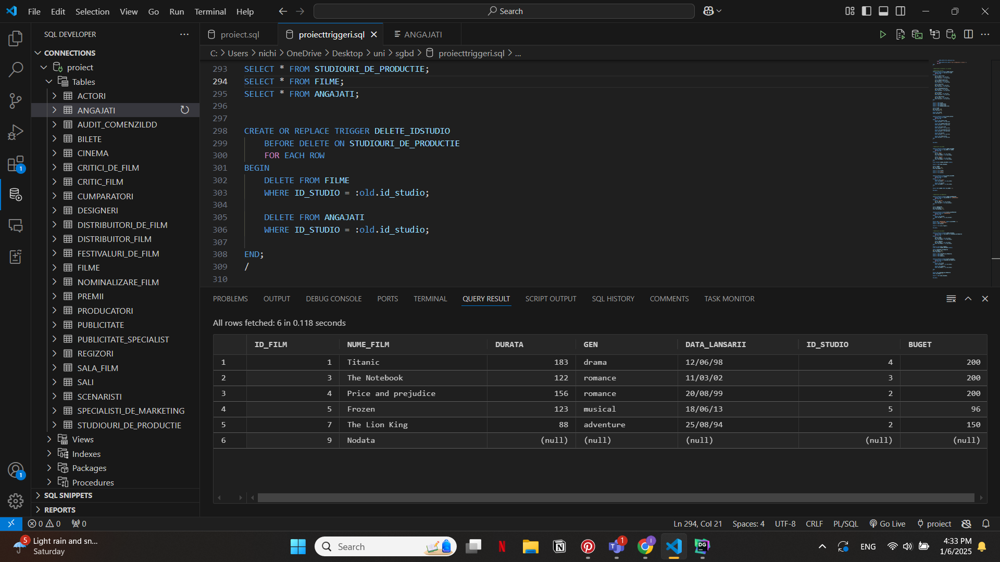 File Edit Selection View Go Run Terminal Help
Search
SQL DEVELOPER
CONNECTIONS
proiect
Tables
ACTORI
ANGAJATI
AUDIT_COMENZILDD
BILETE
CINEMA
CRITICI_DE_FILM
CRITIC_FILM
CUMPARATORI
DESIGNERI
DISTRIBUITORI_DE_FILM
DISTRIBUITOR_FILM
FESTIVALURI_DE_FILM
FILME
NOMINALIZARE_FILM
PREMII
PRODUCATORI
PUBLICITATE
PUBLICITATE_SPECIALIST
REGIZORI
SALA_FILM
SALI
SCENARISTI
SPECIALISTI_DE_MARKETING
STUDIOURI_DE_PRODUCTIE
Views
Indexes
Packages
Procedures
SQL SNIPPETS
REPORTS
1
1
proiect.sql proiecttriggeri.sql ANGAJATI
C: > Users > nichi > OneDrive > Desktop > uni > sgbd > proiecttriggeri.sql > ...
293 SELECT * FROM STUDIOURI_DE_PRODUCTIE;
294 SELECT * FROM FILME;
295 SELECT * FROM ANGAJATI;
296
297
298 CREATE OR REPLACE TRIGGER DELETE_IDSTUDIO
299 BEFORE DELETE ON STUDIOURI_DE_PRODUCTIE
300 FOR EACH ROW
301 BEGIN
302 DELETE FROM FILME
303 WHERE ID_STUDIO = :old.id_studio;
304
305 DELETE FROM ANGAJATI
306 WHERE ID_STUDIO = :old.id_studio;
307
308 END;
309 /
310
PROBLEMS OUTPUT DEBUG CONSOLE PORTS TERMINAL QUERY RESULT SCRIPT OUTPUT SQL HISTORY COMMENTS TASK MONITOR
All rows fetched: 6 in 0.118 seconds
ID_FILM NUME_FILM DURATA GEN DATA_LANSARII ID_STUDIO BUGET
1 1 Titanic 183 drama 12/06/98 4 200
2 3 The Notebook 122 romance 11/03/02 3 200
3 4 Price and prejudice 156 romance 20/08/99 2 200
4 5 Frozen 123 musical 18/06/13 5 96
5 7 The Lion King 88 adventure 25/08/94 2 150
6 9 Nodata (null) (null) (null) (null) (null)
0 0 0 Ln 294, Col 21 Spaces: 4 UTF-8 CRLF PL/SQL Go Live proiect
5 Light rain and sn...
Saturday
Search
N
1
I
DG
ENG
4:33 PM
1/6/2025